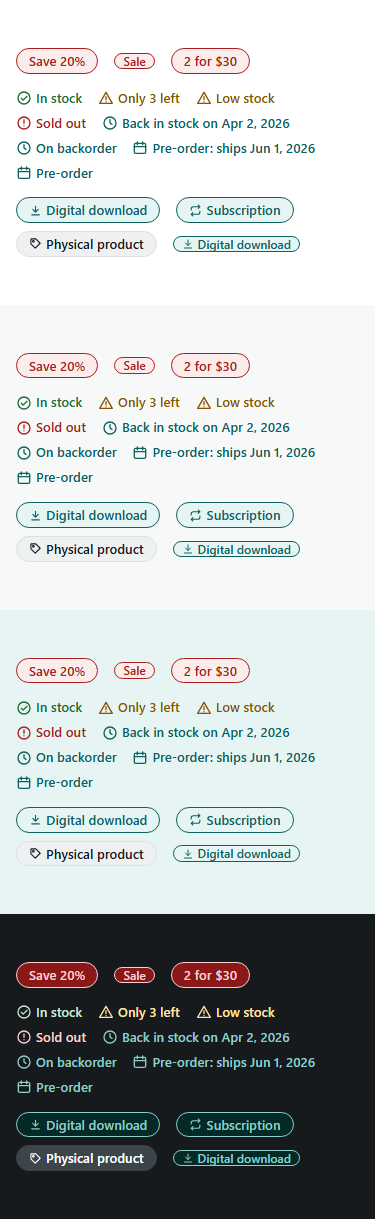 Save 20% Sale 2 for $30
In stock Only 3 left Low stock
Sold out Back in stock on Apr 2, 2026
On backorder Pre-order: ships Jun 1, 2026
Pre-order
Digital download Subscription
Physical product Digital download
Save 20% Sale 2 for $30
In stock Only 3 left Low stock
Sold out Back in stock on Apr 2, 2026
On backorder Pre-order: ships Jun 1, 2026
Pre-order
Digital download Subscription
Physical product Digital download
Save 20% Sale 2 for $30
In stock Only 3 left Low stock
Sold out Back in stock on Apr 2, 2026
On backorder Pre-order: ships Jun 1, 2026
Pre-order
Digital download Subscription
Physical product Digital download
Save 20% Sale 2 for $30
In stock Only 3 left Low stock
Sold out Back in stock on Apr 2, 2026
On backorder Pre-order: ships Jun 1, 2026
Pre-order
Digital download Subscription
Physical product Digital download